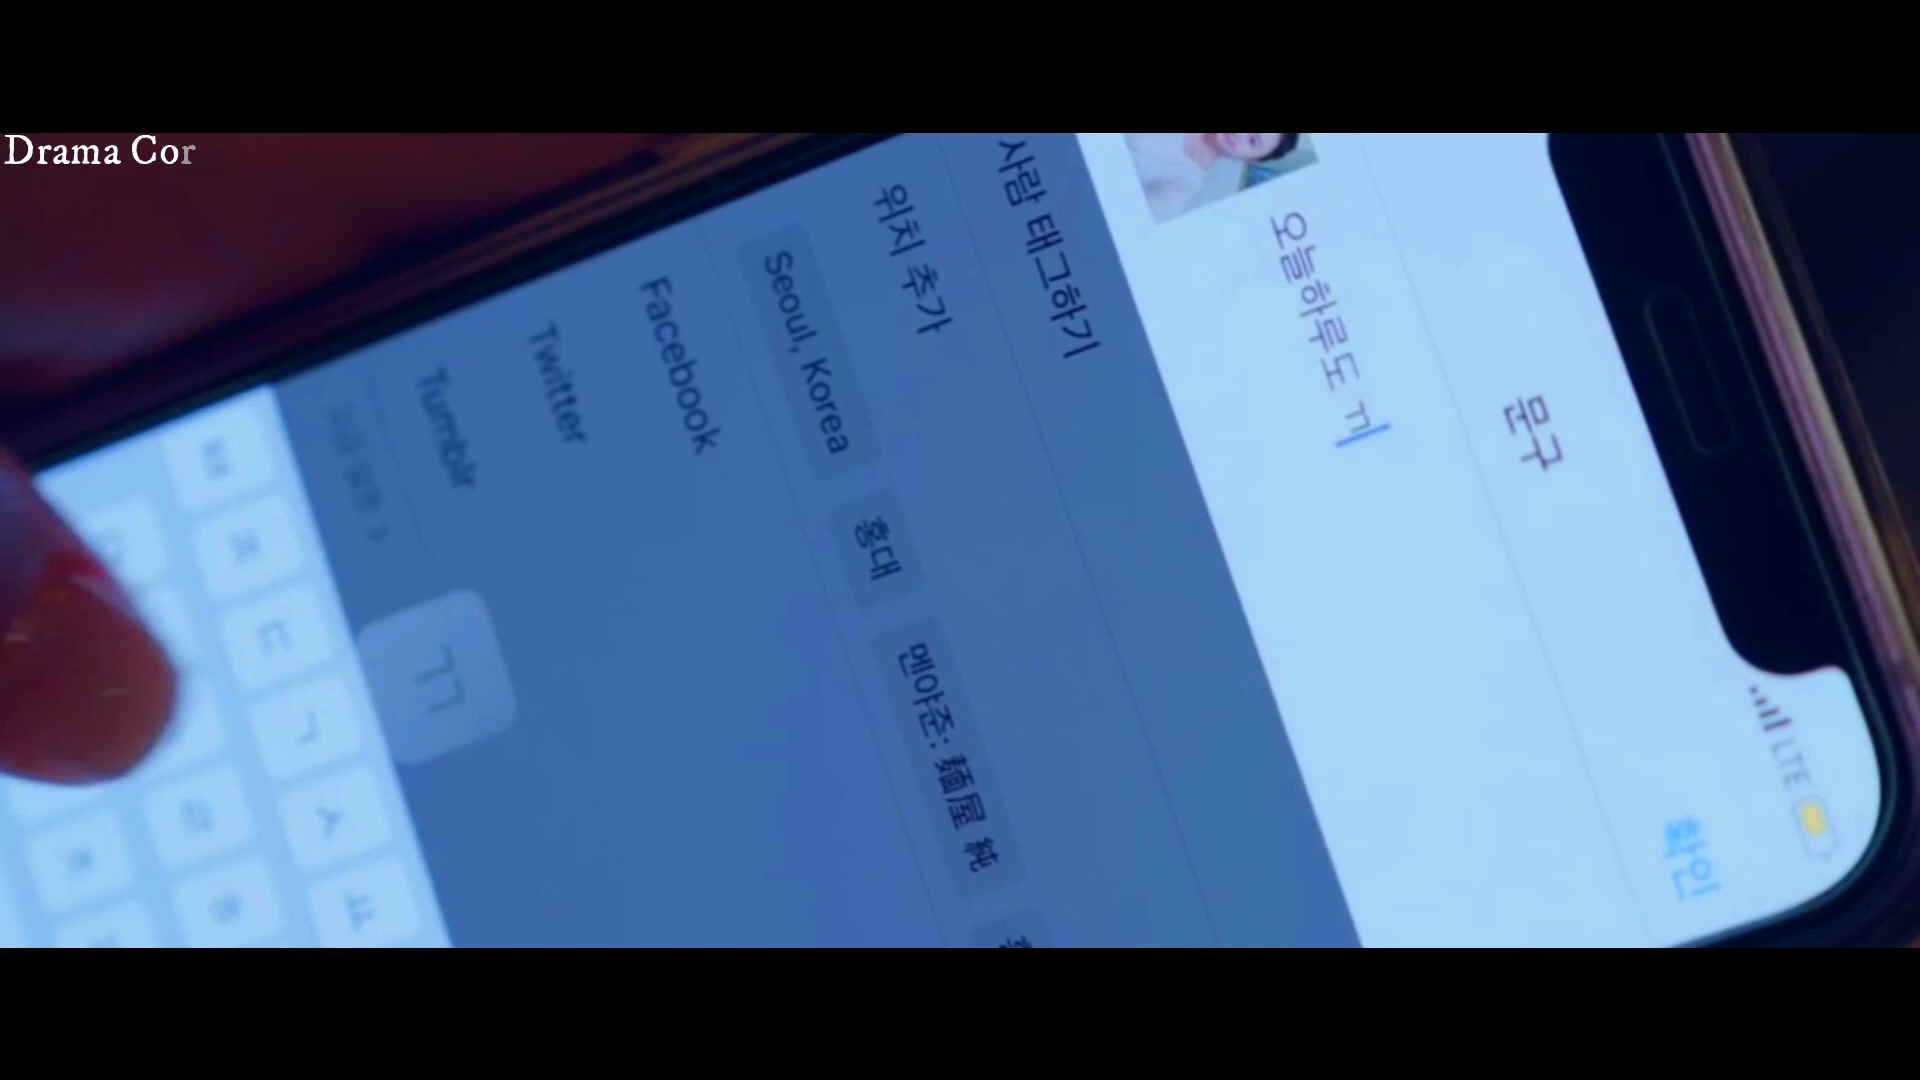 Drama Cor
LTE
문구
확인
오늘하루도 ㄲ
사람 태그하기
위치 추가
Seoul, Korea
홍대
멘야준; 麺屋 純
Facebook
Twitter
Tumblr
ㄲ
ㄷ
ㄱ
ㅅ
ㅛ
ㄹ
ㅎ